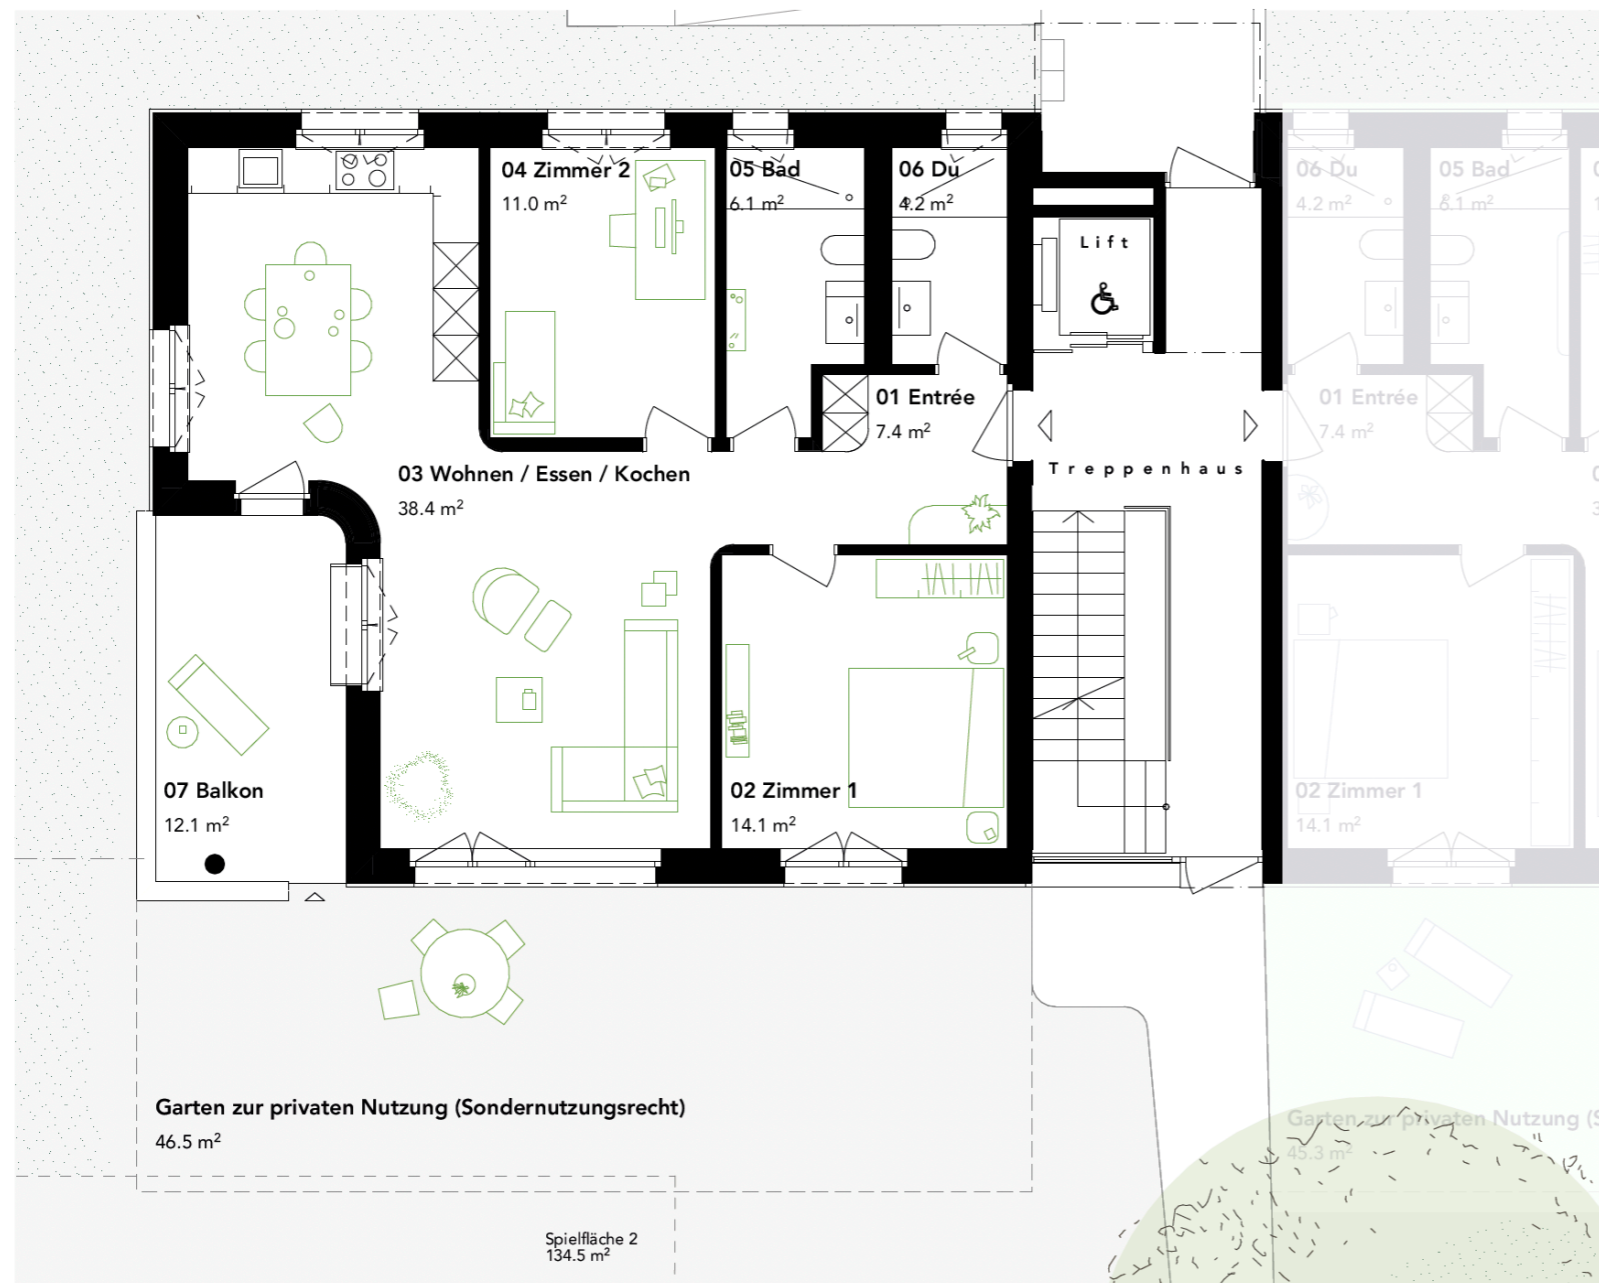 04 Zimmer 2
11.0 m²
05 Bad
6.1 m²
06 Du
4.2 m²
Lift
01 Entrée
7.4 m²
Treppenhaus
03 Wohnen / Essen / Kochen
38.4 m²
07 Balkon
12.1 m²
02 Zimmer 1
14.1 m²
Garten zur privaten Nutzung (Sondernutzungsrecht)
46.5 m²
Spielfläche 2
134.5 m²
06 Du
4.2 m²
05 Bad
6.1 m²
01 Entrée
7.4 m²
02 Zimmer 1
14.1 m²
Garten zur privaten Nutzung (S
45.3 m²